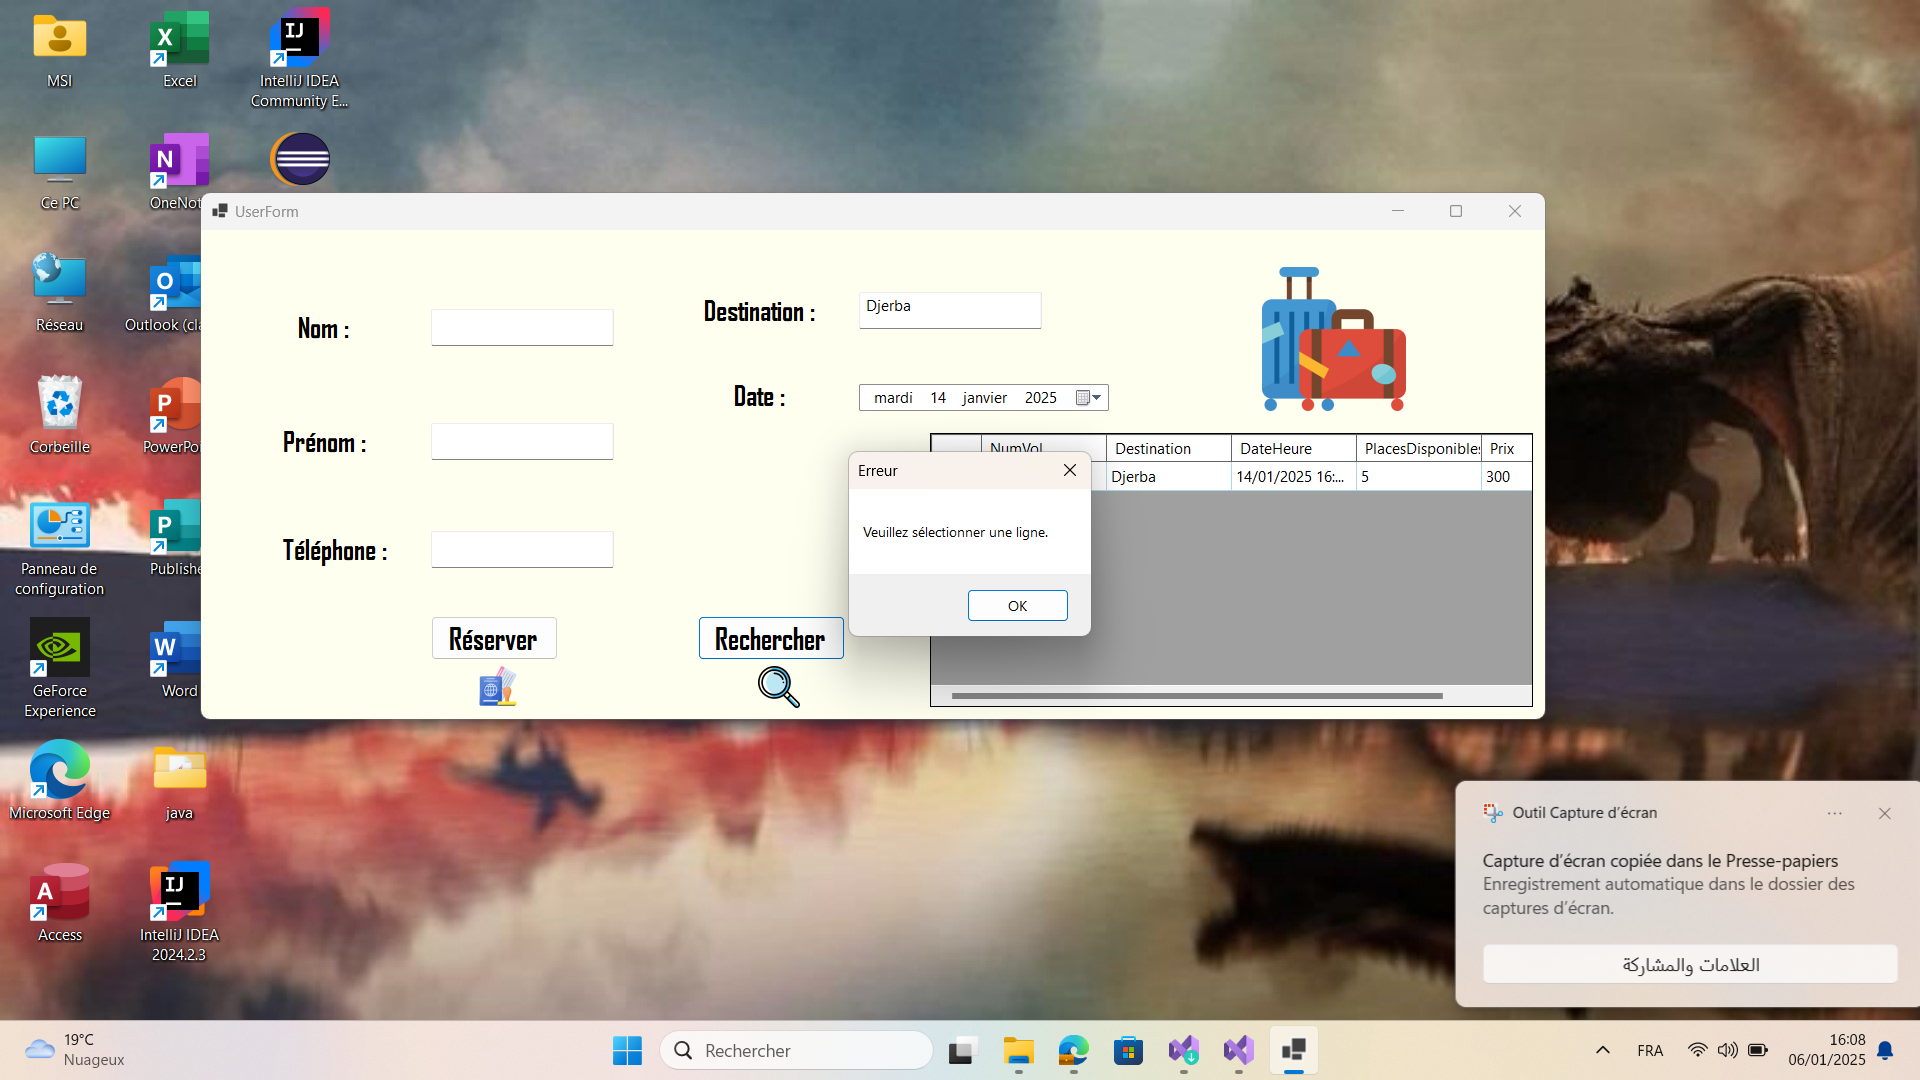 MSI
Excel
IntelliJ IDEA
Community E...
Ce PC
OneNot
Réseau
Outlook (cla
Corbeille
PowerPo
Panneau de
configuration
Publishe
GeForce
Experience
Word
Microsoft Edge
java
Access
IntelliJ IDEA
2024.2.3
UserForm
Nom :
Prénom :
Téléphone :
Réserver
Destination :
Djerba
Date :
mardi 14 janvier 2025
Rechercher
NumVol Destination DateHeure PlacesDisponibles Prix
Djerba 14/01/2025 16:... 5 300
Erreur
Veuillez sélectionner une ligne.
OK
Outil Capture d’écran
Capture d’écran copiée dans le Presse-papiers
Enregistrement automatique dans le dossier des
captures d’écran.
العلامات والمشاركة
19°C
Nuageux
Rechercher
FRA
16:08
06/01/2025